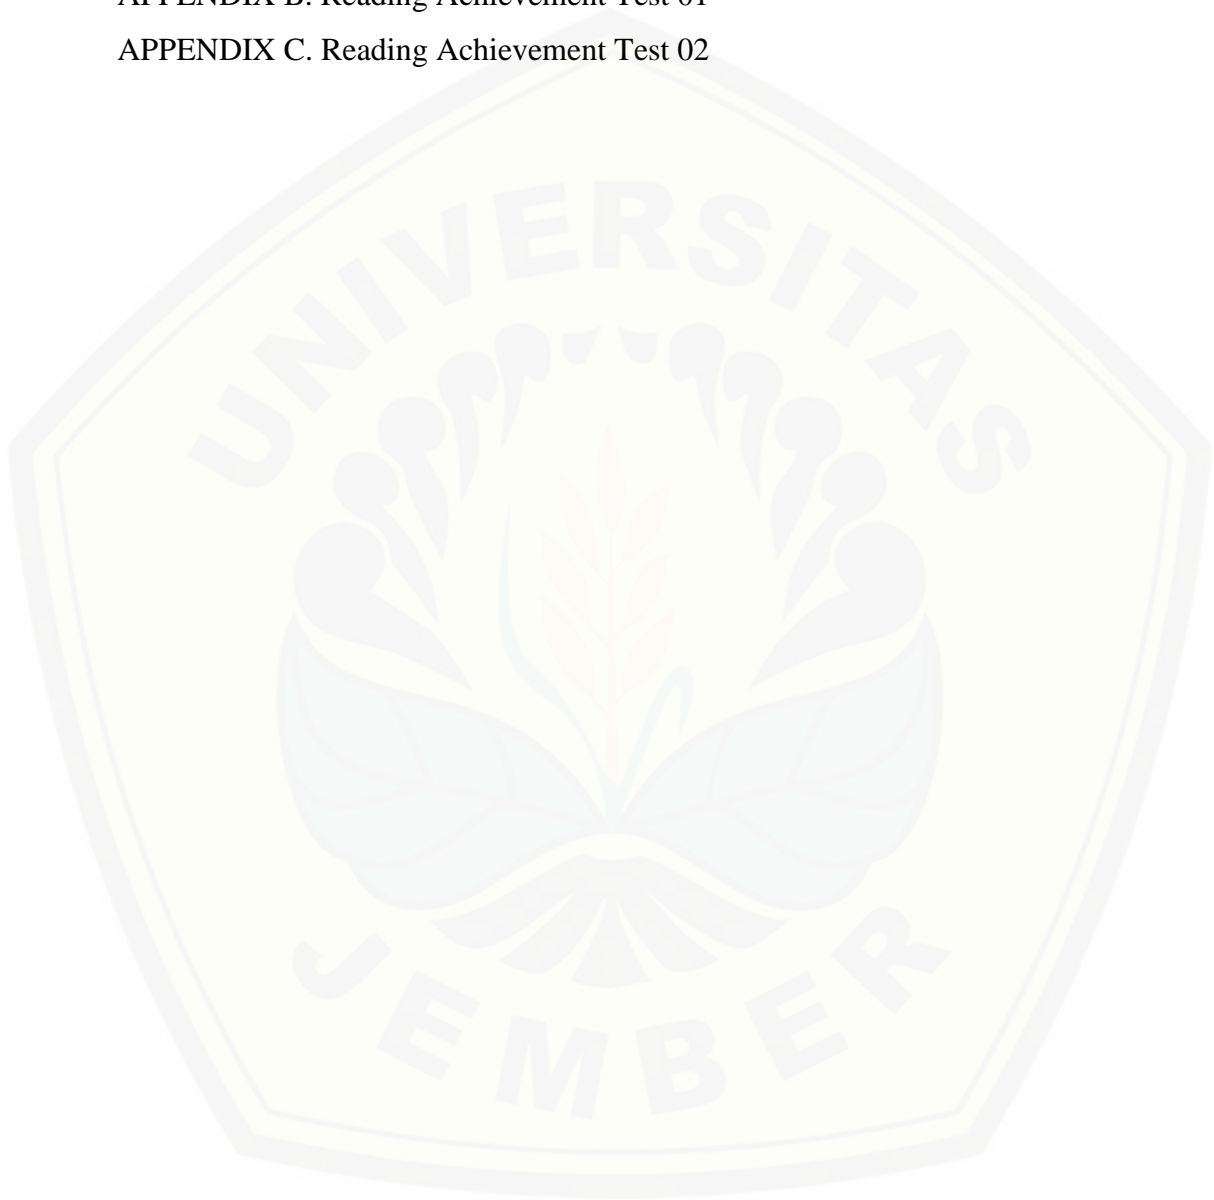 APPENDIX B. Reading Achievement Test 01
APPENDIX C. Reading Achievement Test 02
UNIVERSITAS
JEMBER